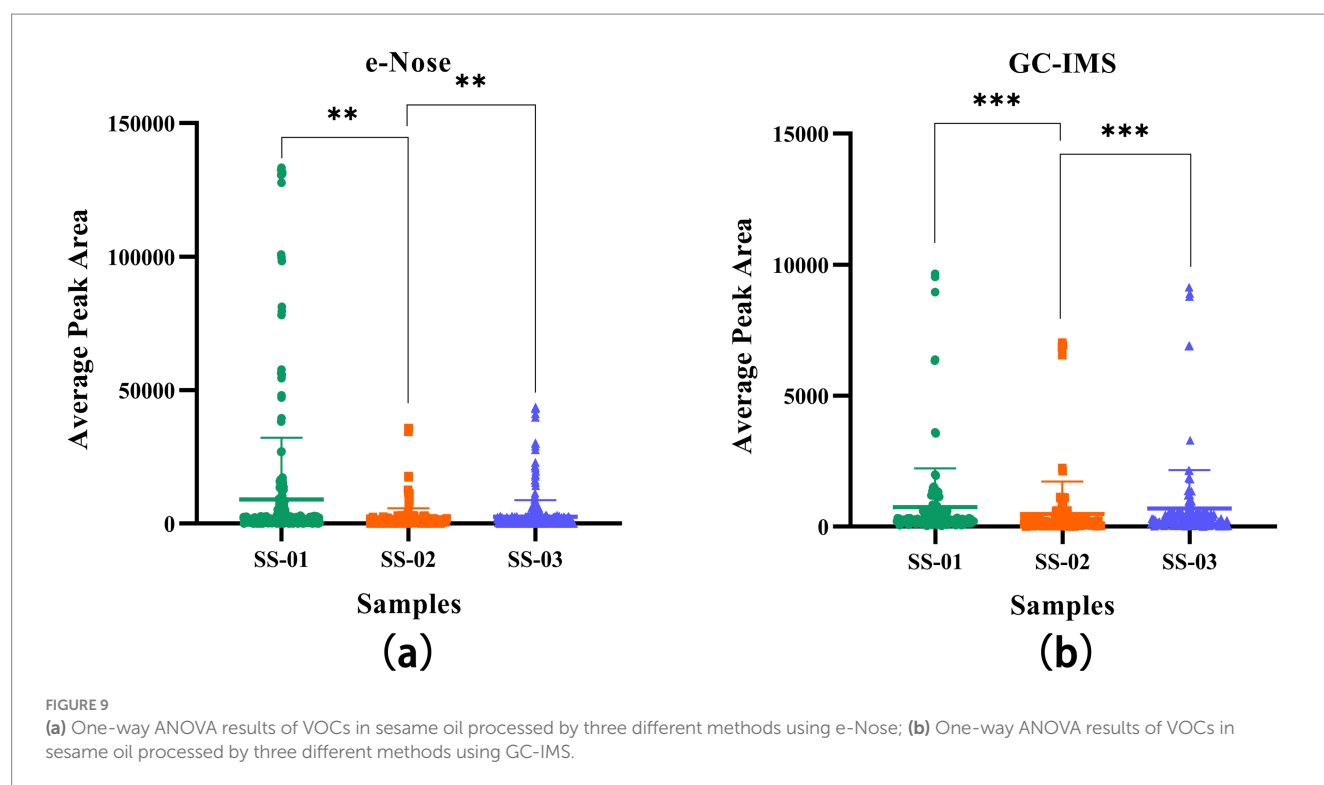 e-Nose
**
**
150000
100000
50000
0
Average Peak Area
SS-01 SS-02 SS-03
Samples
(a)
GC-IMS
***
***
15000
10000
5000
0
Average Peak Area
SS-01 SS-02 SS-03
Samples
(b)
FIGURE 9
(a) One-way ANOVA results of VOCs in sesame oil processed by three different methods using e-Nose; (b) One-way ANOVA results of VOCs in
sesame oil processed by three different methods using GC-IMS.